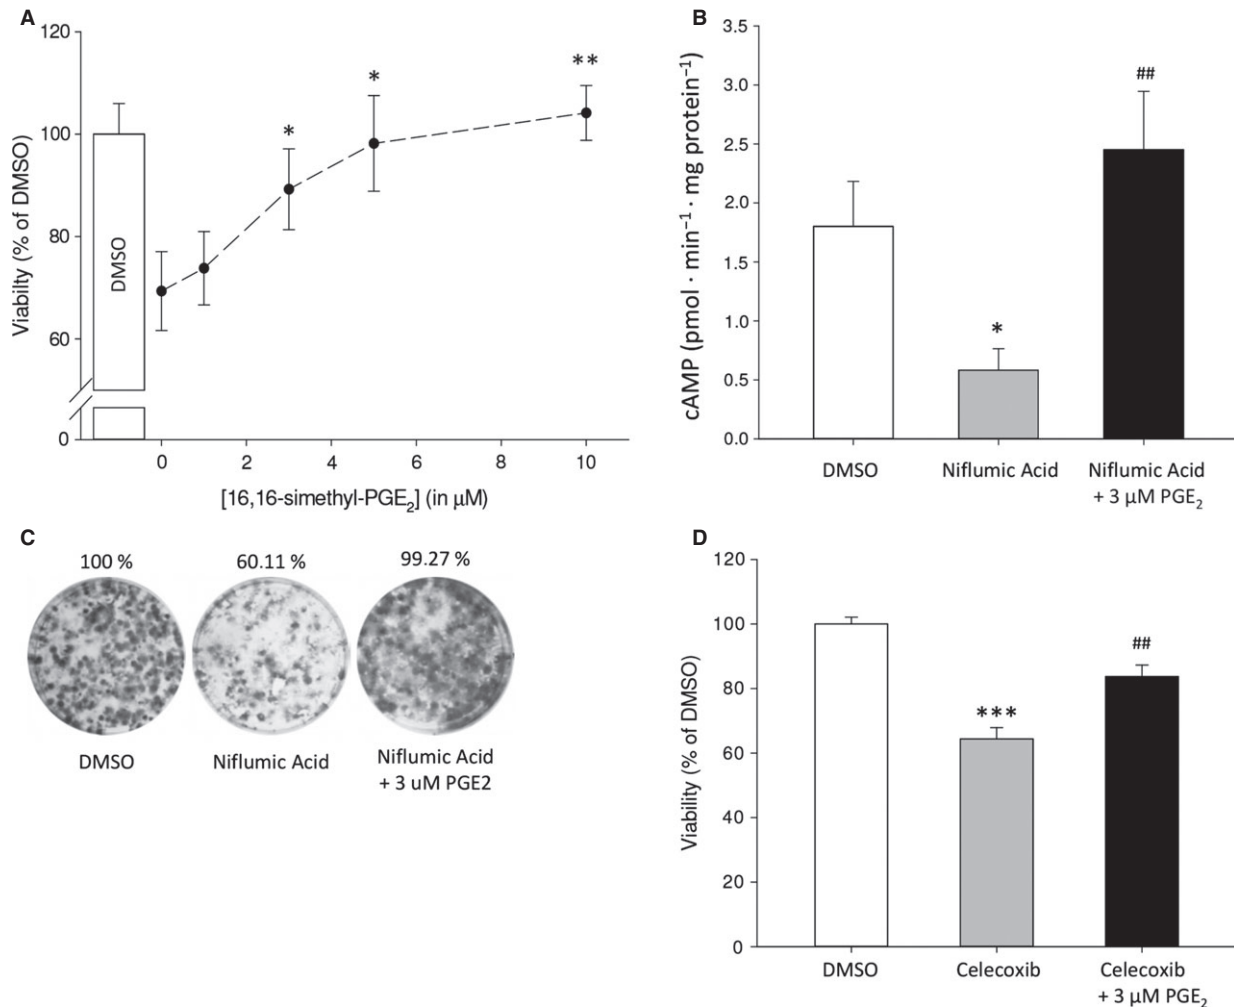 A
120
100
80
60
0
Viabilty (% of DMSO)
DMSO
*
*
**
0 2 4 6 8 10
[16,16-simethyl-PGE₂] (in µM)
B
3.5
3.0
2.5
2.0
1.5
1.0
0.5
0.0
cAMP (pmol · min⁻¹ · mg protein⁻¹)
*
##
DMSO
Niflumic Acid
Niflumic Acid
+ 3 µM PGE₂
C
100 %
60.11 %
99.27 %
DMSO
Niflumic Acid
Niflumic Acid
+ 3 uM PGE2
D
120
100
80
60
40
20
0
Viability (% of DMSO)
***
##
DMSO
Celecoxib
Celecoxib
+ 3 µM PGE₂